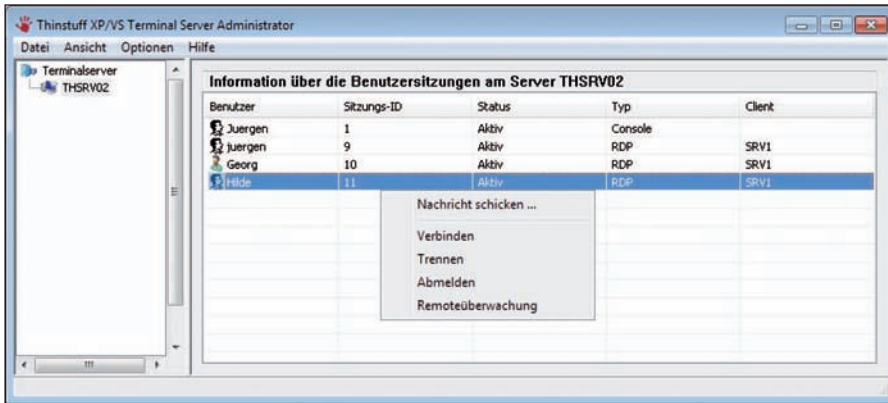 Thinstuff XP/VS Terminal Server Administrator
Datei Ansicht Optionen Hilfe
Terminalserver
THSRV02
Information über die Benutzersitzungen am Server THSRV02
Benutzer Sitzungs-ID Status Typ Client
Juergen 1 Aktiv Console
juergen 9 Aktiv RDP SRV1
Georg 10 Aktiv RDP SRV1
Hilde 11 Aktiv RDP SRV1
Nachricht schicken ...
Verbinden
Trennen
Abmelden
Remoteüberwachung